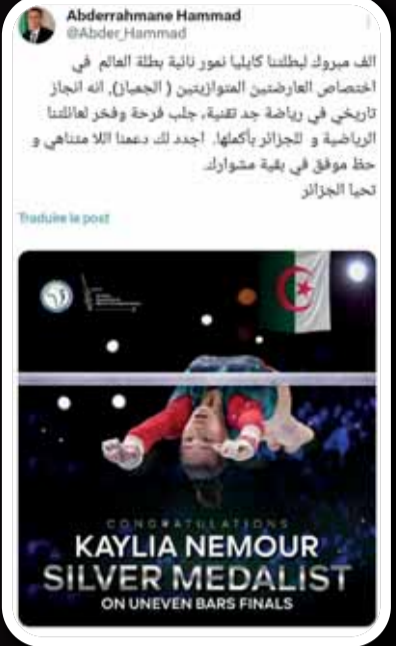 Abderrahmane Hammad
@Abder_Hammad
الف مبروك لبطلتنا كايليا نمور نائبة بطلة العالم في
اختصاص العارضتين المتوازيتين ( الجمباز). انه انجاز
تاريخي في رياضة جد تقنية، جلب فرحة وفخر لعائلتنا
الرياضية و للجزائر بأكملها. اجدد لك دعمنا اللا متناهي و
حظ موفق في بقية مشوارك.
تحيا الجزائر
Traduire le post
CONGRATULATIONS
KAYLIA NEMOUR
SILVER MEDALIST
ON UNEVEN BARS FINALS